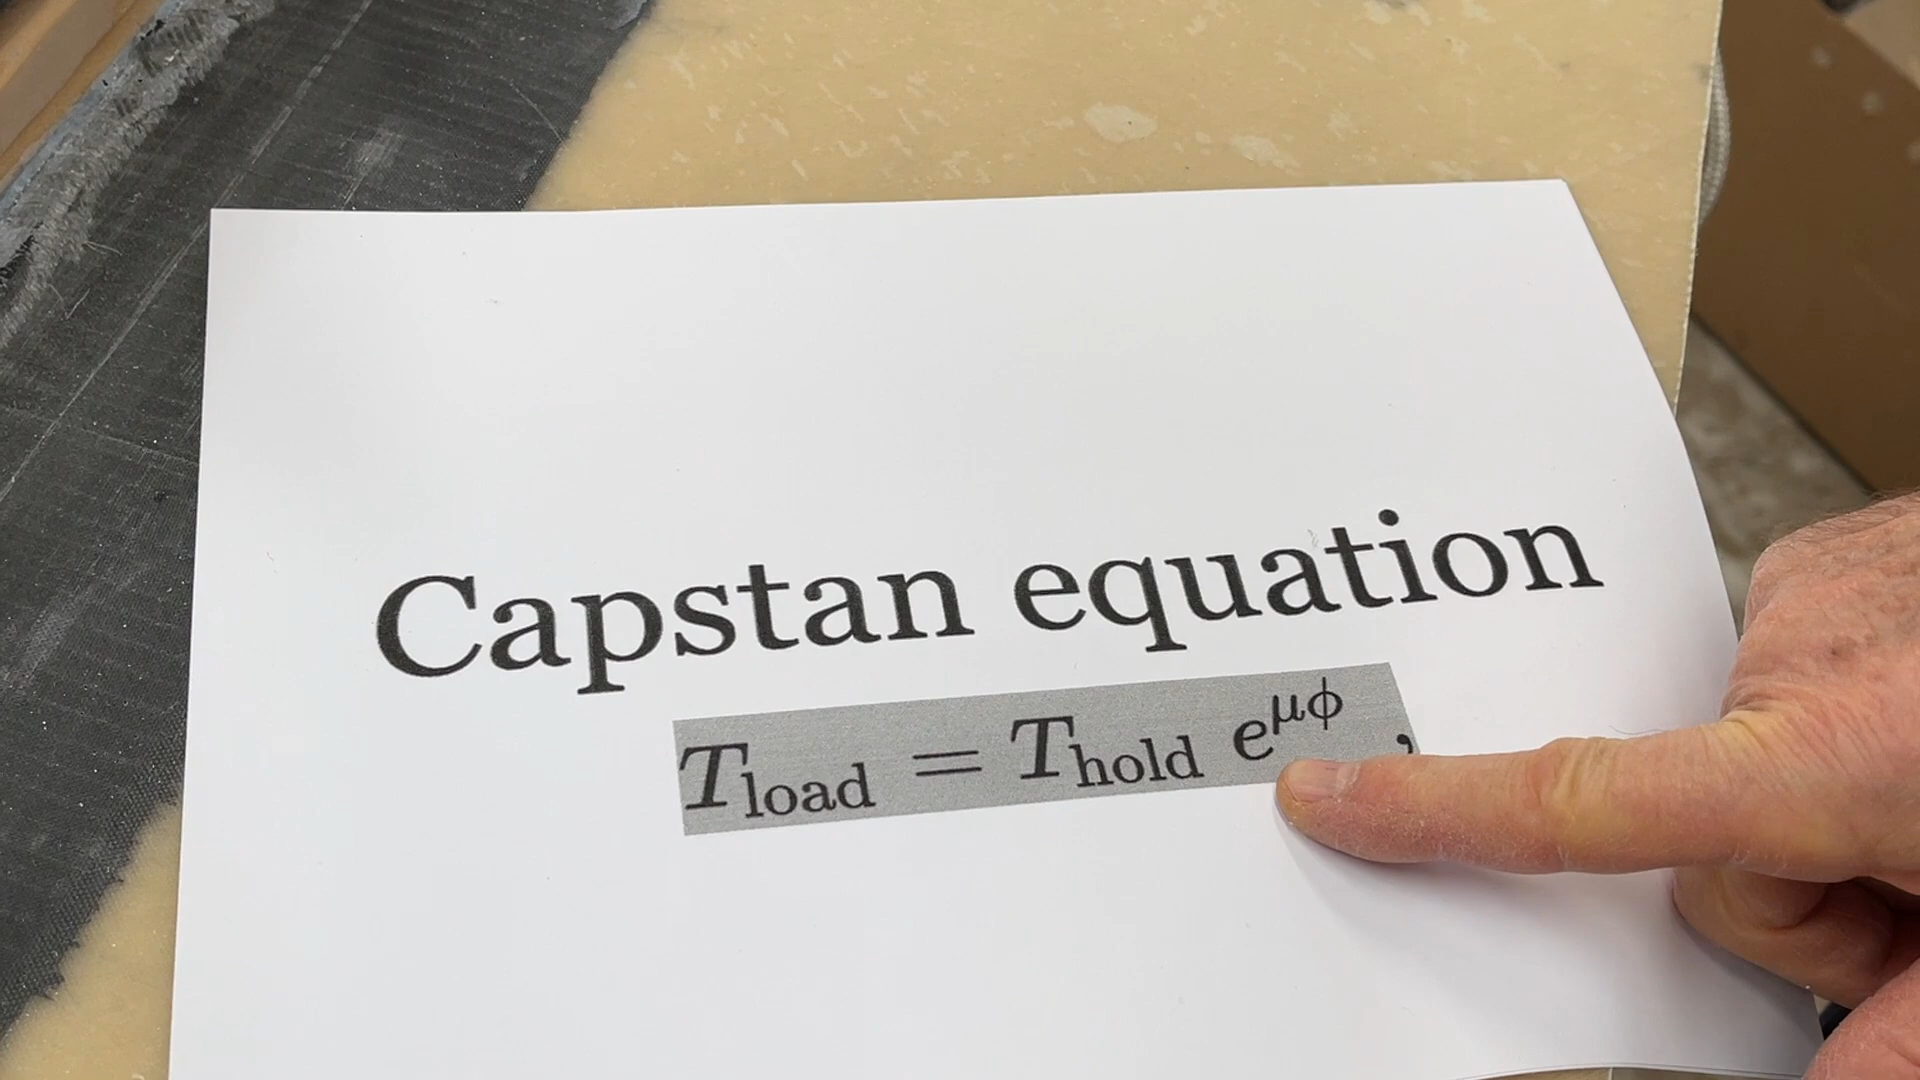 Capstan equation
T_load = T_hold e^μϕ ,